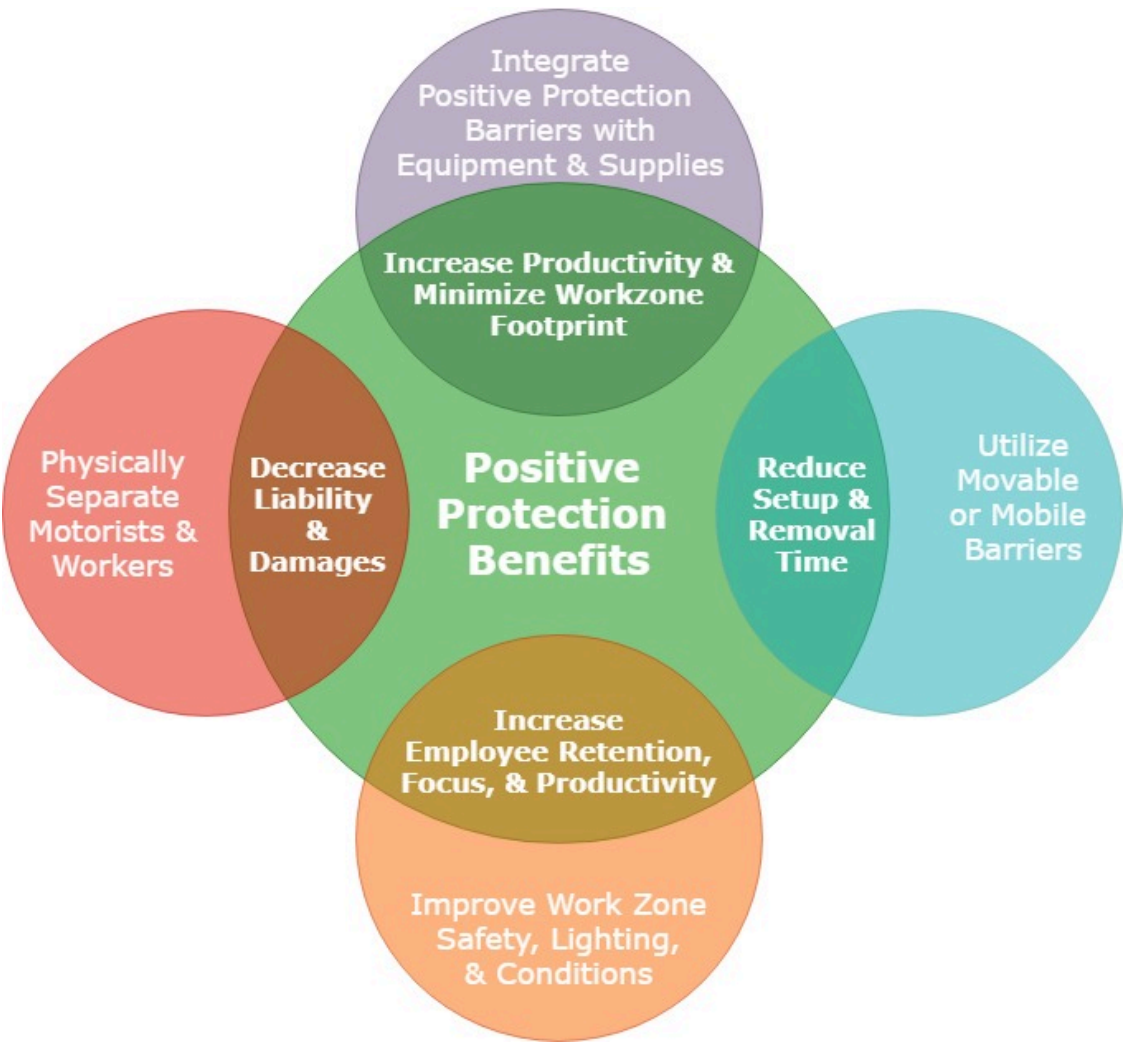 Integrate
Positive Protection
Barriers with
Equipment & Supplies
Increase Productivity &
Minimize Workzone
Footprint
Physically
Separate
Motorists &
Workers
Decrease
Liability
&
Damages
Positive
Protection
Benefits
Reduce
Setup &
Removal
Time
Utilize
Movable
or Mobile
Barriers
Increase
Employee Retention,
Focus, & Productivity
Improve Work Zone
Safety, Lighting,
& Conditions